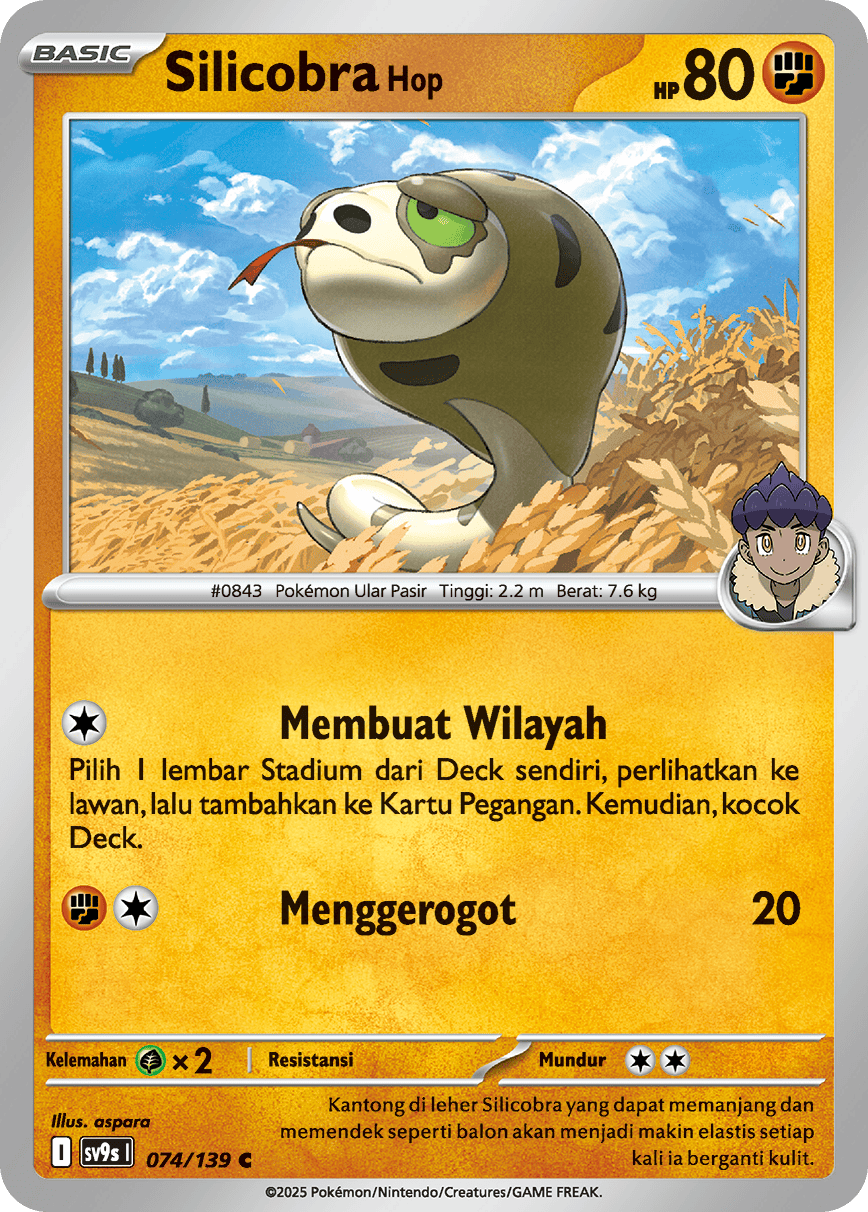 BASIC
Silicobra Hop
HP 80
#0843 Pokémon Ular Pasir Tinggi: 2.2 m Berat: 7.6 kg
Membuat Wilayah
Pilih 1 lembar Stadium dari Deck sendiri, perlihatkan ke
lawan, lalu tambahkan ke Kartu Pegangan. Kemudian, kocok
Deck.
Menggerogot 20
Kelemahan ×2 Resistansi Mundur
Illus. aspara
Kantong di leher Silicobra yang dapat memanjang dan
memendek seperti balon akan menjadi makin elastis setiap
kali ia berganti kulit.
I sv9s I 074/139 C
©2025 Pokémon/Nintendo/Creatures/GAME FREAK.